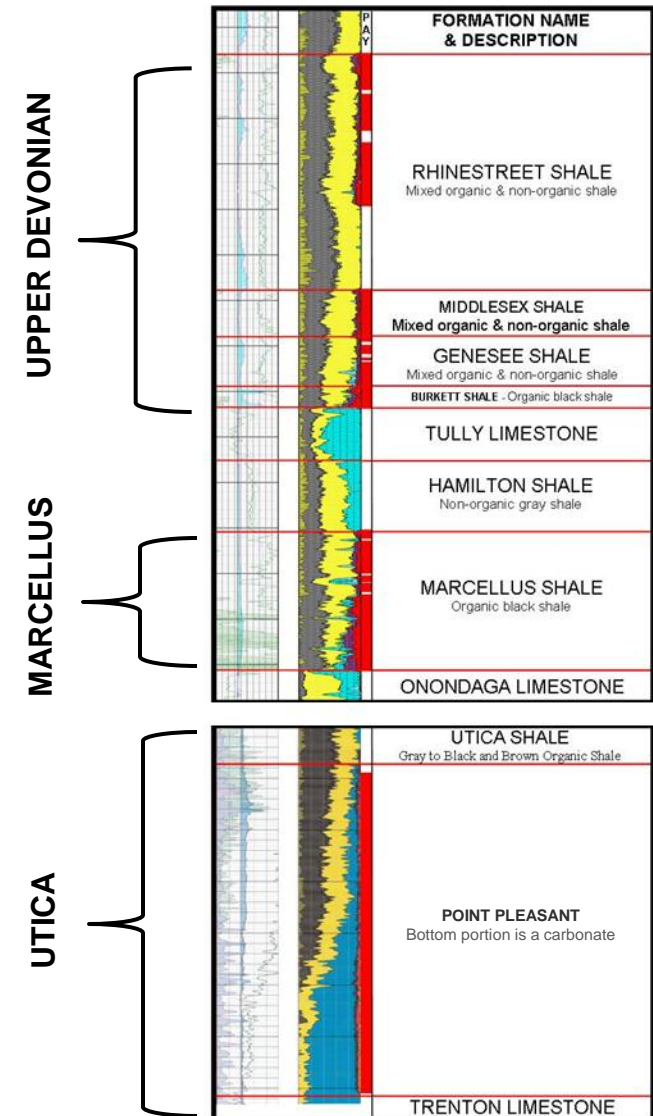 PAY
FORMATION NAME
& DESCRIPTION
UPPER DEVONIAN
RHINESTREET SHALE
Mixed organic & non-organic shale
MIDDLESEX SHALE
Mixed organic & non-organic shale
GENESEE SHALE
Mixed organic & non-organic shale
BURKETT SHALE - Organic black shale
TULLY LIMESTONE
HAMILTON SHALE
Non-organic gray shale
MARCELLUS
MARCELLUS SHALE
Organic black shale
ONONDAGA LIMESTONE
UTICA
UTICA SHALE
Gray to Black and Brown Organic Shale
POINT PLEASANT
Bottom portion is a carbonate
TRENTON LIMESTONE